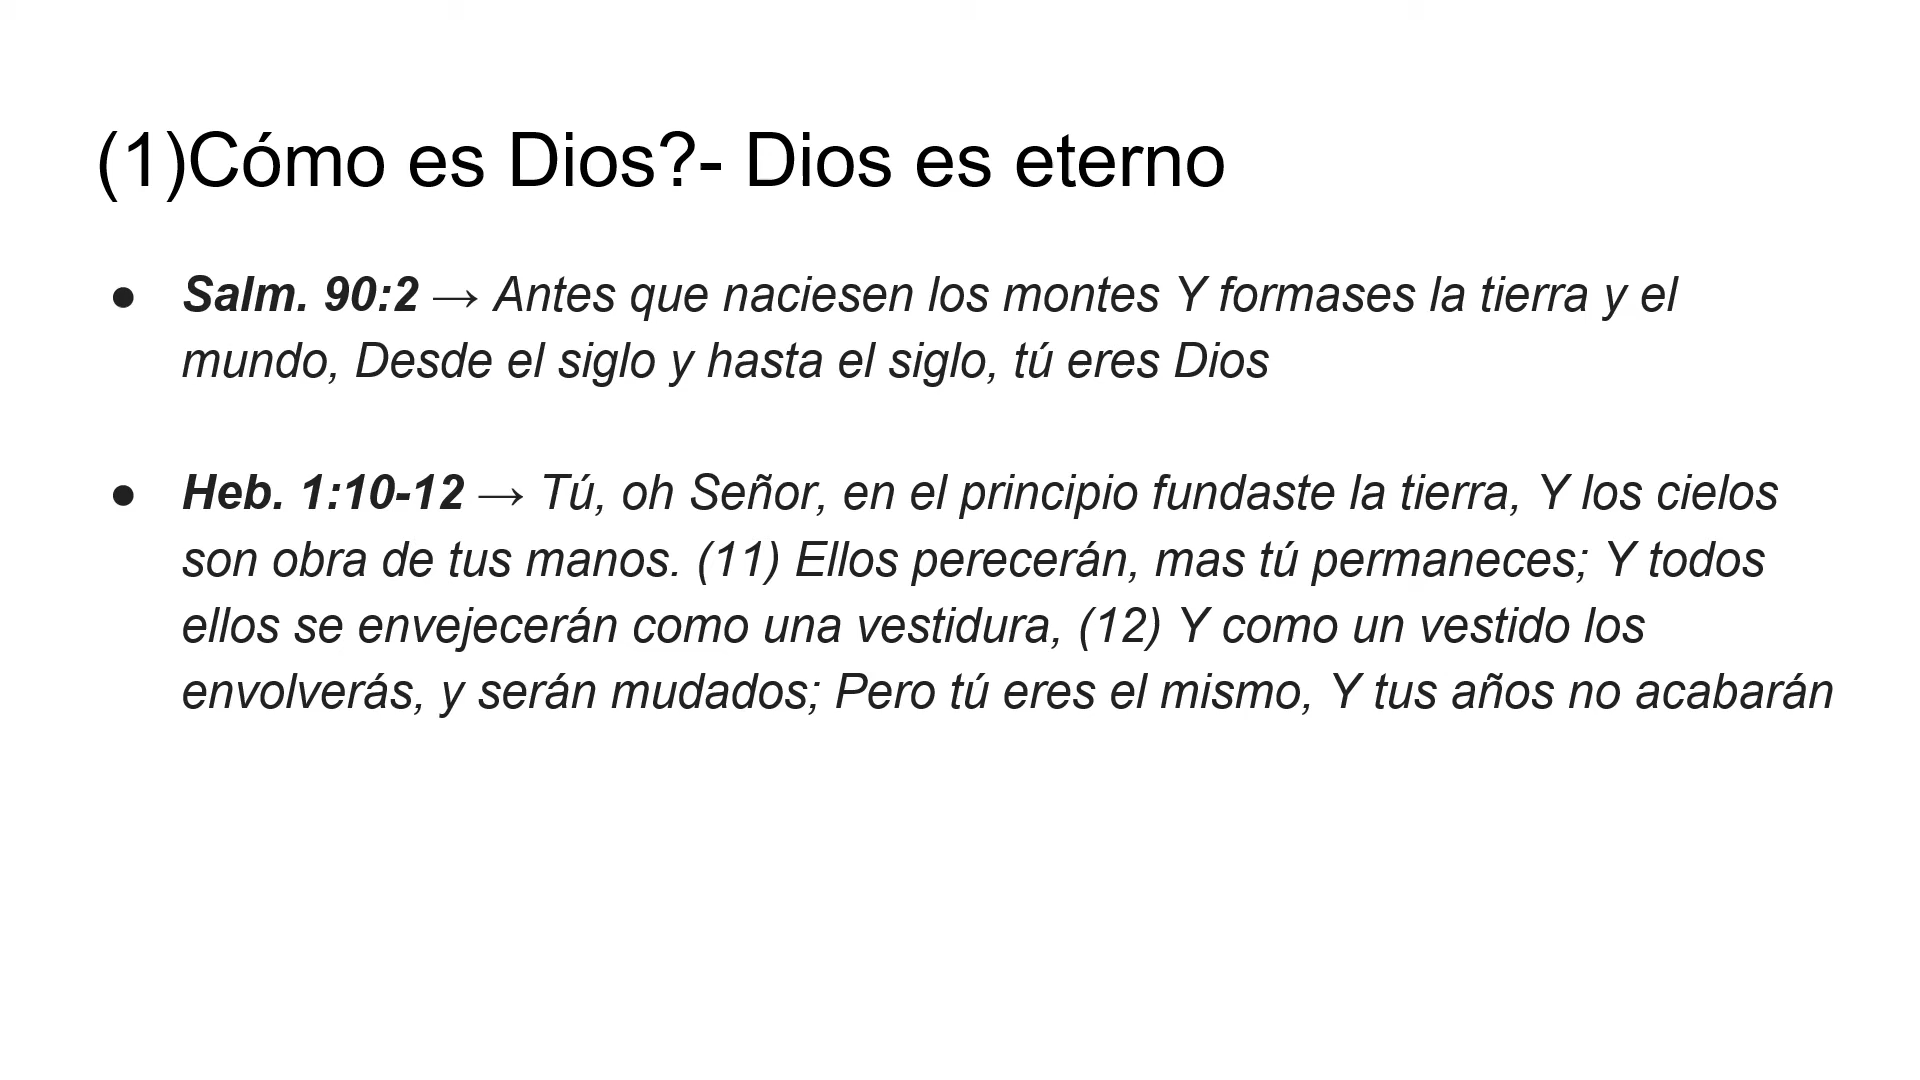 (1)Cómo es Dios?- Dios es eterno
● Salm. 90:2 → Antes que naciesen los montes Y formases la tierra y el
mundo, Desde el siglo y hasta el siglo, tú eres Dios
● Heb. 1:10-12 → Tú, oh Señor, en el principio fundaste la tierra, Y los cielos
son obra de tus manos. (11) Ellos perecerán, mas tú permaneces; Y todos
ellos se envejecerán como una vestidura, (12) Y como un vestido los
envolverás, y serán mudados; Pero tú eres el mismo, Y tus años no acabarán